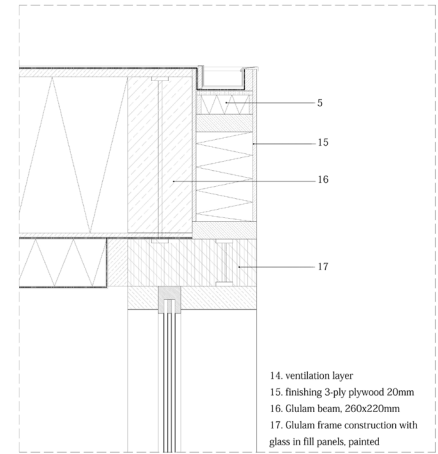 5
15
16
17
14. ventilation layer
15. finishing 3-ply plywood 20mm
16. Glulam beam, 260x220mm
17. Glulam frame construction with
glass in fill panels, painted